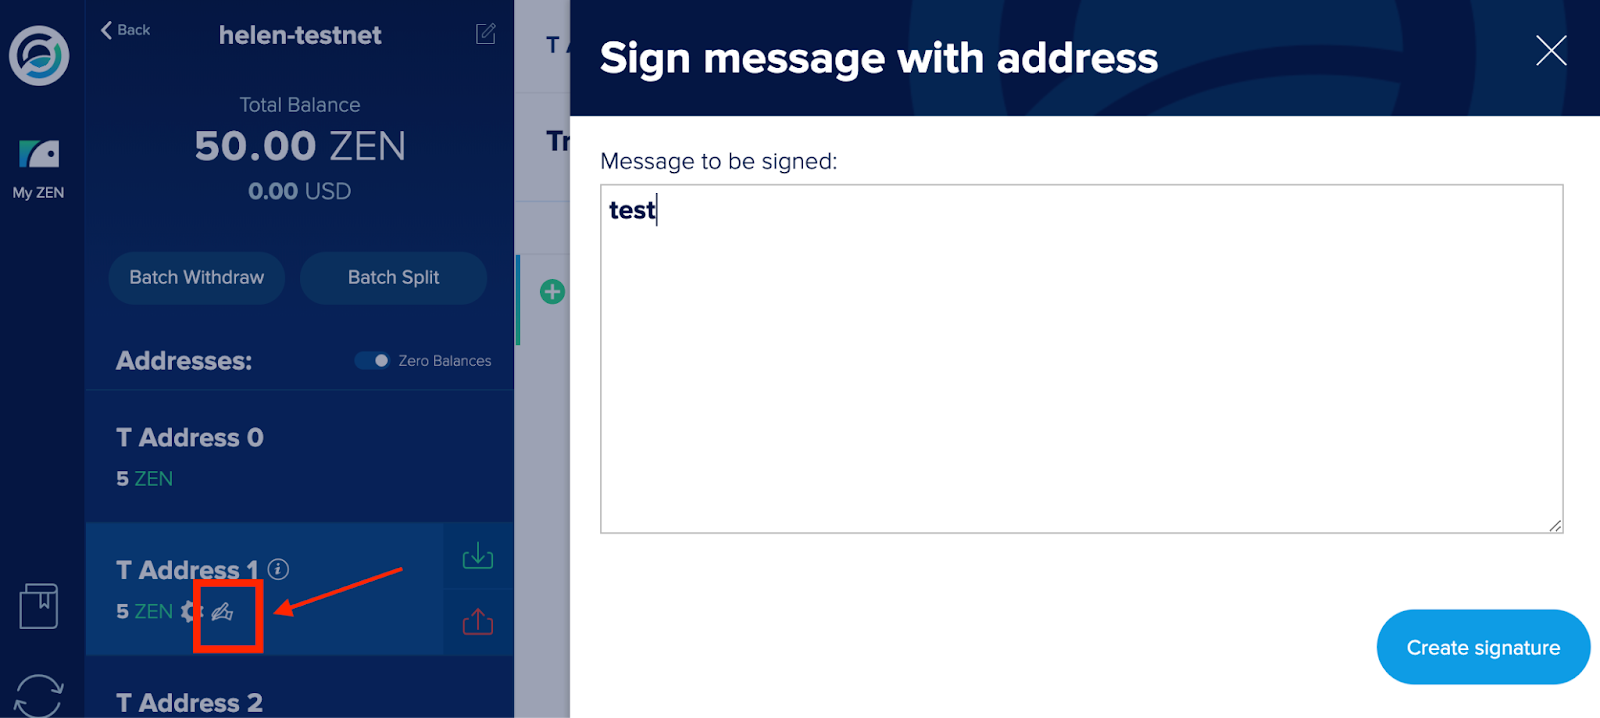 Back
helen-testnet
Total Balance
50.00 ZEN
0.00 USD
My ZEN
Batch Withdraw
Batch Split
Addresses:
Zero Balances
T Address 0
5 ZEN
T Address 1
5 ZEN
T Address 2
T
Tr
Sign message with address
Message to be signed:
test
Create signature